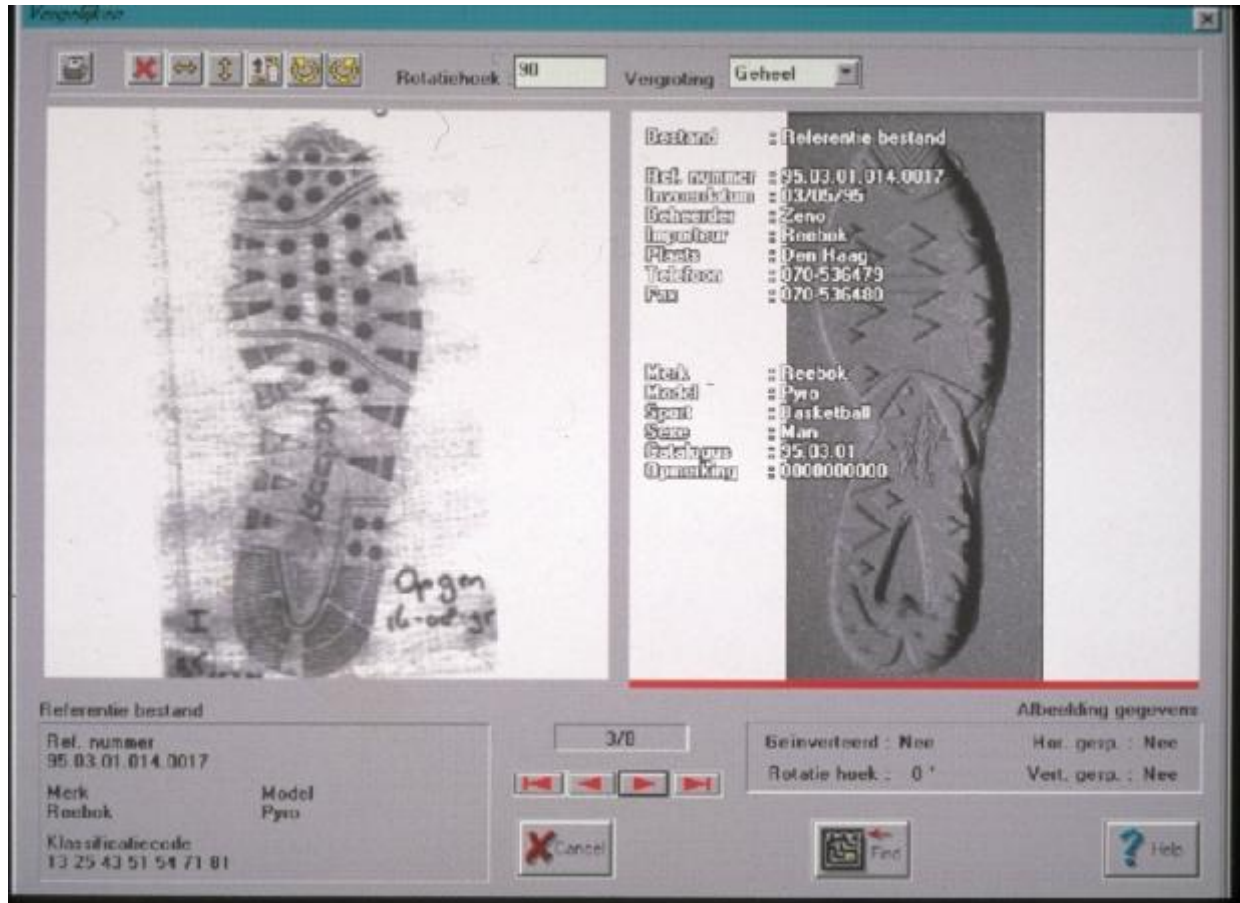 Vergelijken
Rotatiehoek 90 Vergroting Geheel
Bestand : Referentie bestand
Ref. nummer : 95.03.01.014.0017
Invoerdatum : 03/05/95
Beheerder : Zeno
Importeur : Reebok
Plaats : Den Haag
Telefoon : 070-536479
Fax : 070-536480
Merk : Reebok
Model : Pyro
Sport : Basketball
Sexe : Man
Catalogus : 95.03.01
Opmerking : 0000000000
Opgen
I
Referentie bestand
Ref. nummer
95.03.01.014.0017
Merk Model
Reebok Pyro
Klassificatiecode
13 25 43 51 54 71 81
3/8
Cancel
Afbeelding gegevens
Geinverteerd : Nee Hor. gesp. : Nee
Rotatie hoek : 0 ° Vert. gesp. : Nee
Find
Help